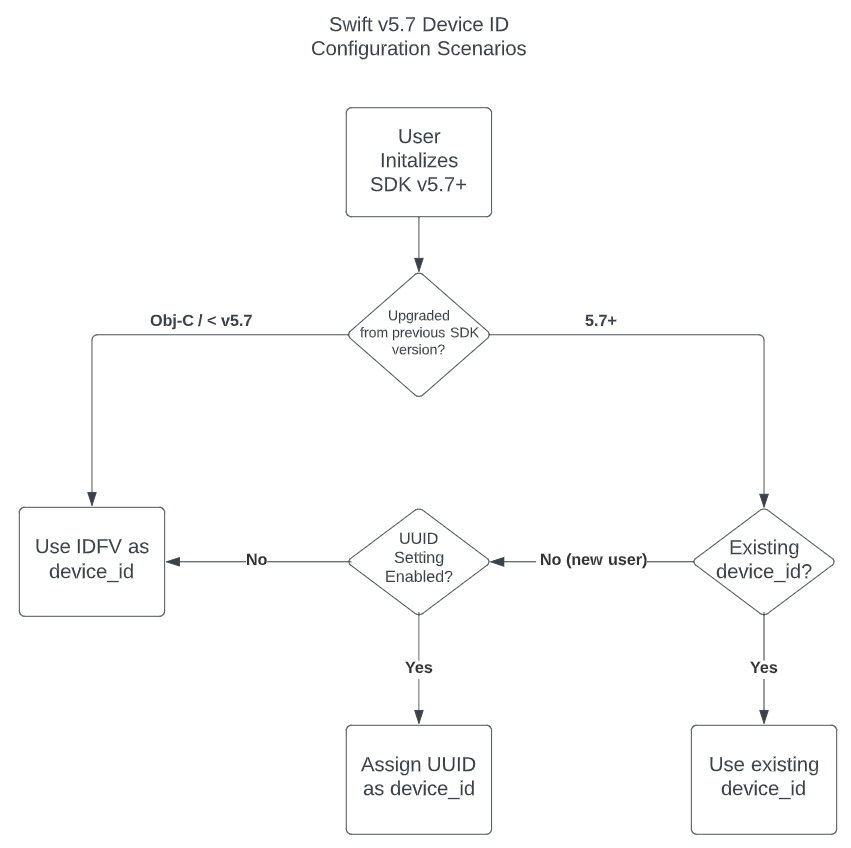 Swift v5.7 Device ID
Configuration Scenarios
User
Initalizes
SDK v5.7+
Upgraded
from previous SDK
version?
Obj-C / < v5.7
5.7+
Use IDFV as
device_id
No
UUID
Setting
Enabled?
No (new user)
Existing
device_id?
Yes
Yes
Assign UUID
as device_id
Use existing
device_id